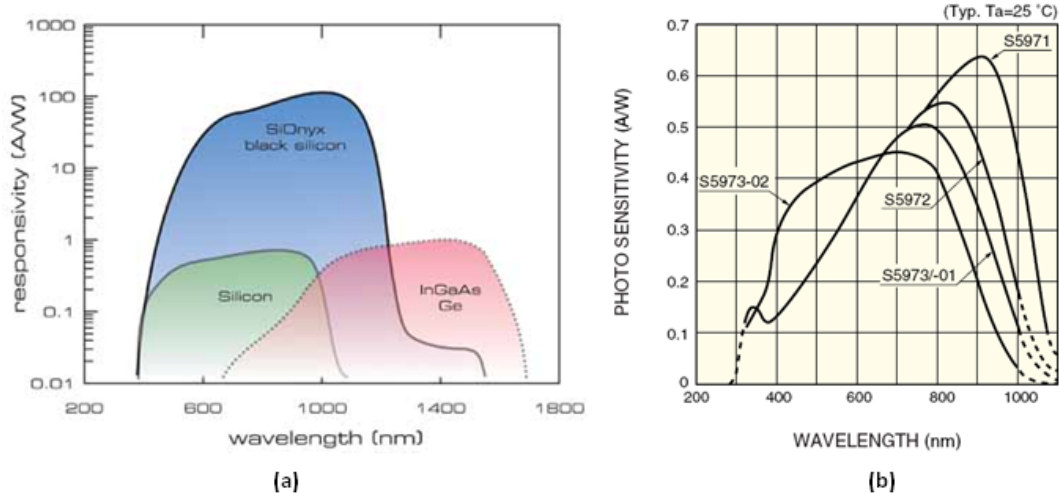 1000
100
10
1
0.1
0.01
responsivity (A/W)
SiOnyx
black silicon
Silicon
InGaAs
Ge
200
600
1000
1400
1800
wavelength (nm)
(a)
(Typ. Ta=25 ˚C)
0.7
0.6
0.5
0.4
0.3
0.2
0.1
0
PHOTO SENSITIVITY (A/W)
S5971
S5973-02
S5972
S5973/-01
200
400
600
800
1000
WAVELENGTH (nm)
(b)